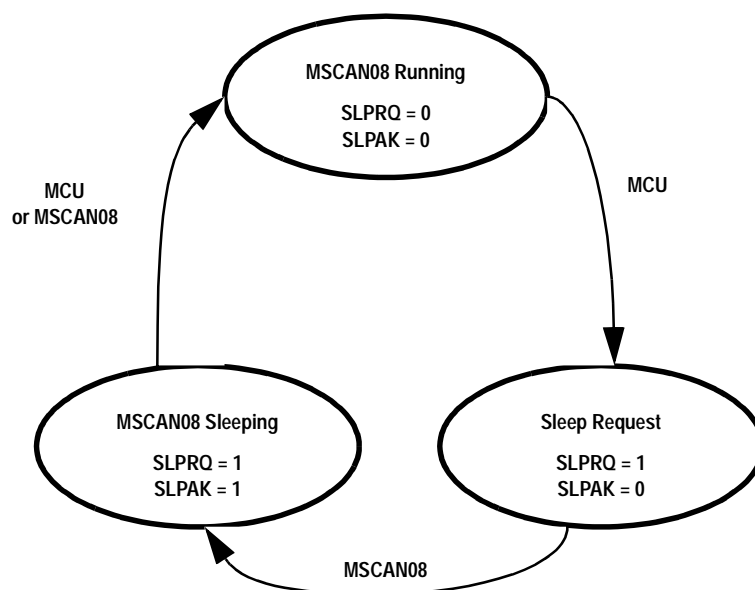 MSCAN08 Running
SLPRQ = 0
SLPAK = 0
MCU
or MSCAN08
MCU
MSCAN08 Sleeping
SLPRQ = 1
SLPAK = 1
Sleep Request
SLPRQ = 1
SLPAK = 0
MSCAN08